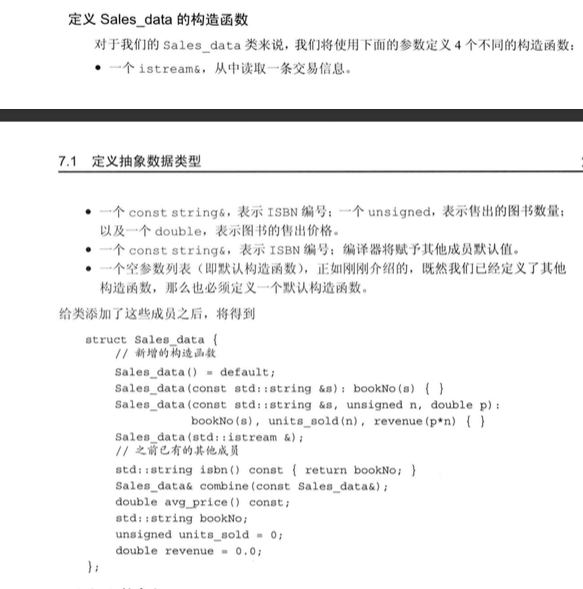 定义 Sales_data 的构造函数
对于我们的 Sales_data 类来说，我们将使用下面的参数定义 4 个不同的构造函数：
• 一个 istream&，从中读取一条交易信息。
7.1 定义抽象数据类型
• 一个 const string&，表示 ISBN 编号；一个 unsigned，表示售出的图书数量；
以及一个 double，表示图书的售出价格。
• 一个 const string&，表示 ISBN 编号；编译器将赋予其他成员默认值。
• 一个空参数列表（即默认构造函数），正如刚刚介绍的，既然我们已经定义了其他
构造函数，那么也必须定义一个默认构造函数。
给类添加了这些成员之后，将得到
struct Sales_data {
// 新增的构造函数
Sales_data() = default;
Sales_data(const std::string &s): bookNo(s) { }
Sales_data(const std::string &s, unsigned n, double p):
bookNo(s), units_sold(n), revenue(p*n) { }
Sales_data(std::istream &);
// 之前已有的其他成员
std::string isbn() const { return bookNo; }
Sales_data& combine(const Sales_data&);
double avg_price() const;
std::string bookNo;
unsigned units_sold = 0;
double revenue = 0.0;
};